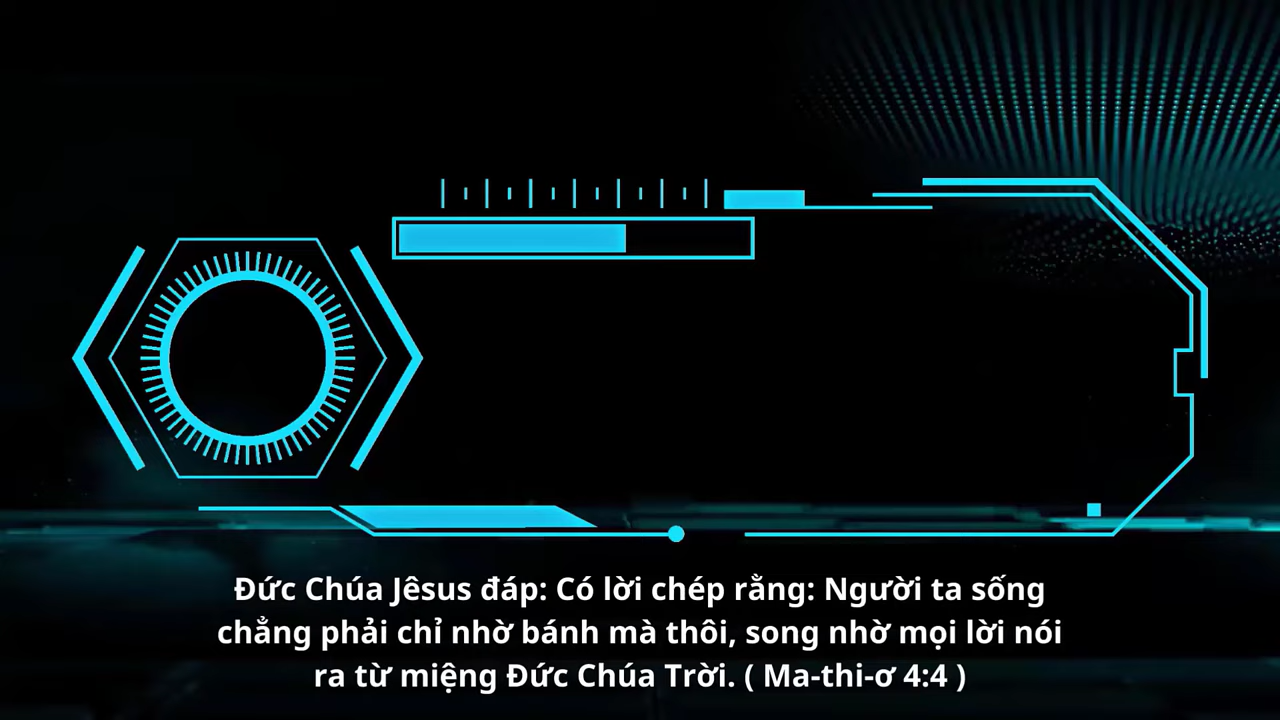 Đức Chúa Jêsus đáp: Có lời chép rằng: Người ta sống
chẳng phải chỉ nhờ bánh mà thôi, song nhờ mọi lời nói
ra từ miệng Đức Chúa Trời. ( Ma-thi-ơ 4:4 )